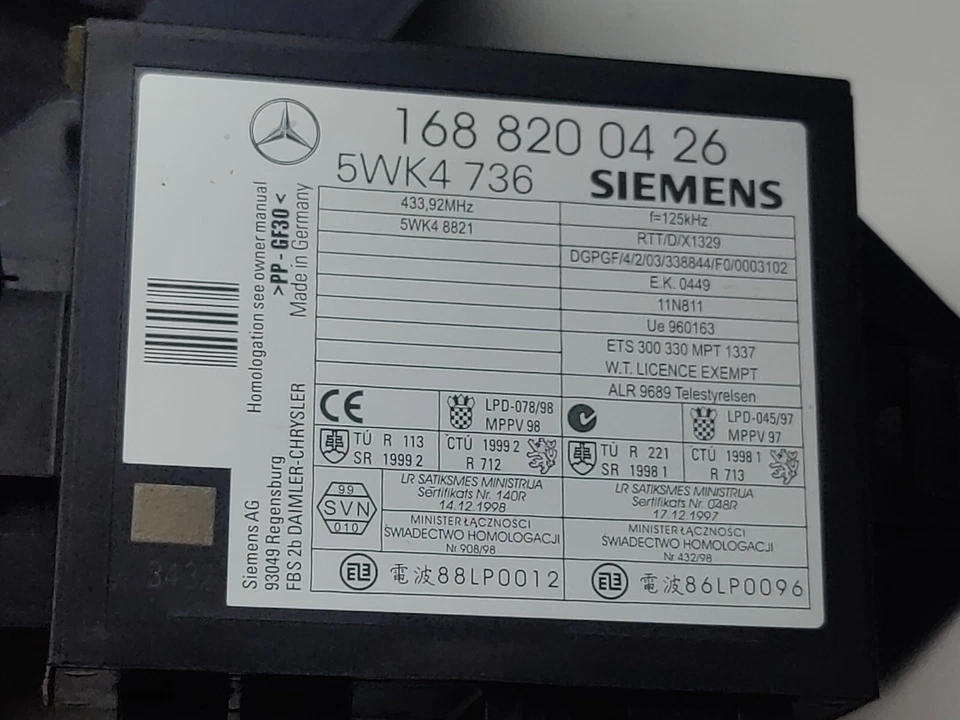 168 820 04 26
5WK4 736
SIEMENS
433,92MHz
5WK4 8821
f=125kHz
RTT/D/X1329
DGPGF/4/2/03/338844/F0/0003102
E.K. 0449
11N811
Ue 960163
ETS 300 330 MPT 1337
W.T. LICENCE EXEMPT
ALR 9689 Telestyrelsen
CE
LPD-078/98
MPPV 98
LPD-045/97
MPPV 97
TÚ R 113
SR 1999 2
CTÚ 1999 2
R 712
TÚ R 221
SR 1998 1
CTÚ 1998 1
R 713
99
SVN
010
LR SATIKSMES MINISTRIJA
Sertifikats Nr. 140R
14.12.1998
MINISTER ŁĄCZNOŚCI
ŚWIADECTWO HOMOLOGACJI
Nr 908/98
LR SATIKSMES MINISTRIJA
Sertifikats Nr. 048R
17.12.1997
MINISTER ŁĄCZNOŚCI
ŚWIADECTWO HOMOLOGACJI
Nr 432/98
電波88LP0012
電波86LP0096
Homologation see owner manual
>PP - GF30<
Made in Germany
Siemens AG
93049 Regensburg
FBS 2b DAIMLER-CHRYSLER